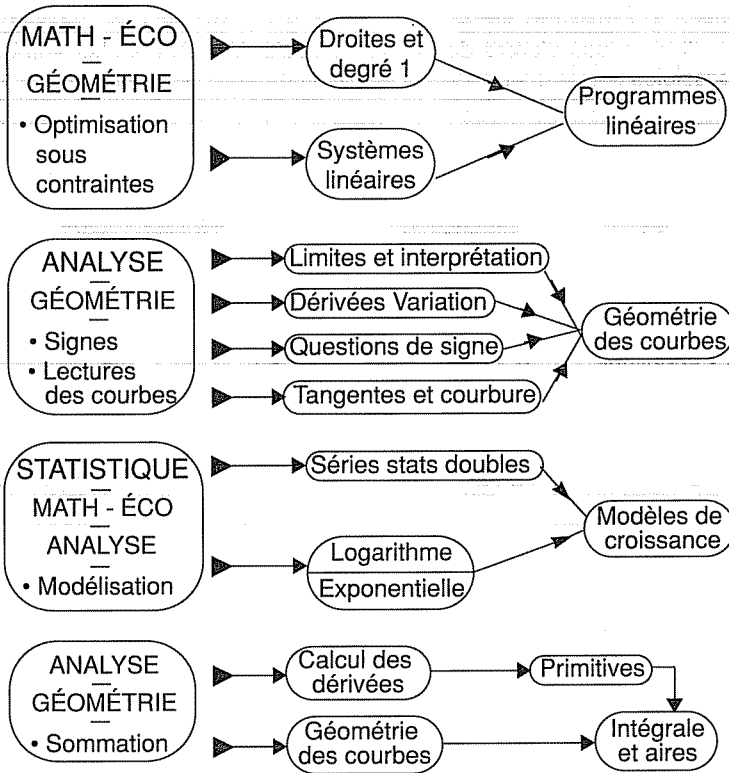 MATH - ÉCO
GÉOMÉTRIE
• Optimisation
sous
contraintes
Droites et
degré 1
Systèmes
linéaires
Programmes
linéaires
ANALYSE
GÉOMÉTRIE
• Signes
• Lectures
des courbes
Limites et interprétation
Dérivées Variation
Questions de signe
Tangentes et courbure
Géométrie
des courbes
STATISTIQUE
MATH - ÉCO
ANALYSE
• Modélisation
Séries stats doubles
Logarithme
Exponentielle
Modèles de
croissance
ANALYSE
GÉOMÉTRIE
• Sommation
Calcul des
dérivées
Primitives
Géométrie
des courbes
Intégrale
et aires